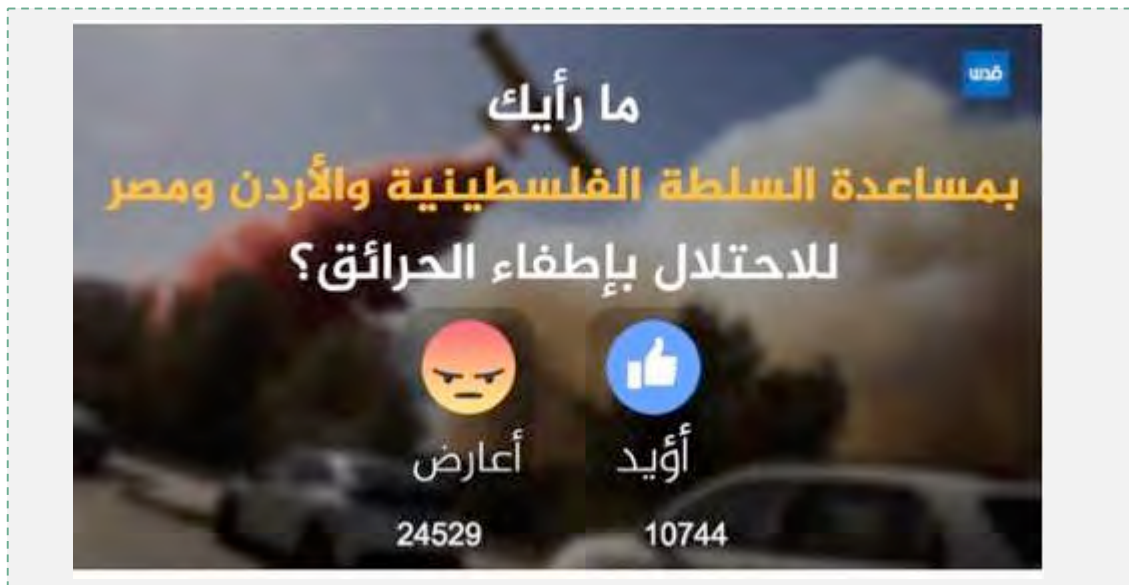 قدس
ما رأيك
بمساعدة السلطة الفلسطينية والأردن ومصر
للاحتلال بإطفاء الحرائق؟
أؤيد
أعارض
10744
24529